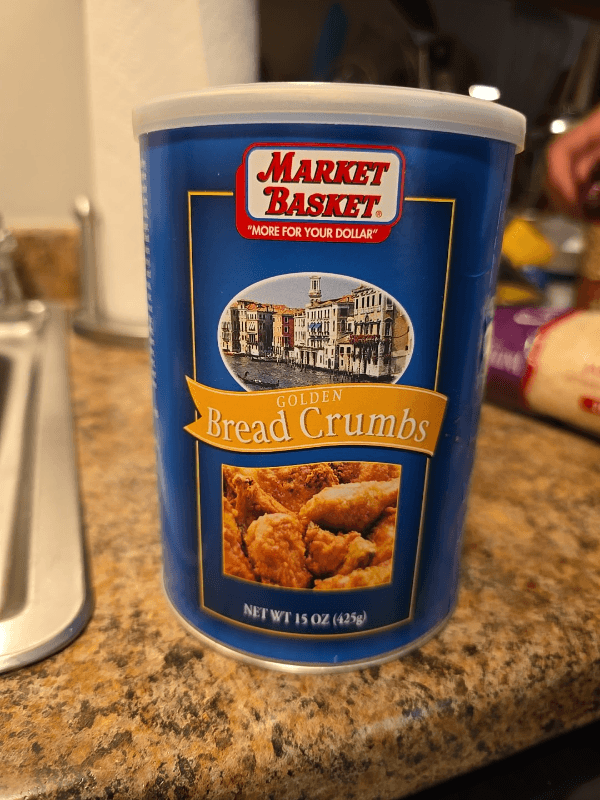 MARKET
BASKET®
"MORE FOR YOUR DOLLAR"
GOLDEN
Bread Crumbs
NET WT 15 OZ (425g)